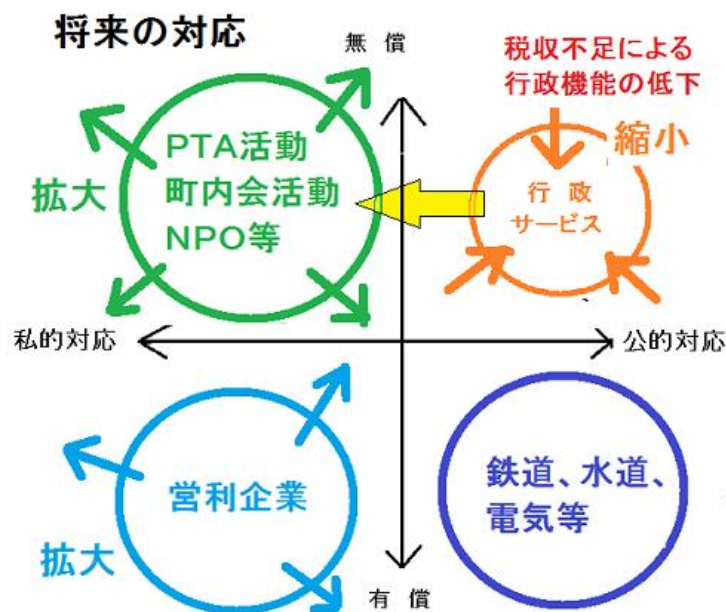 将来の対応
無 償
税収不足による
行政機能の低下
縮小
PTA活動
町内会活動
NPO等
拡大
行 政
サービス
私的対応
公的対応
営利企業
鉄道、水道、
電気等
拡大
有 償